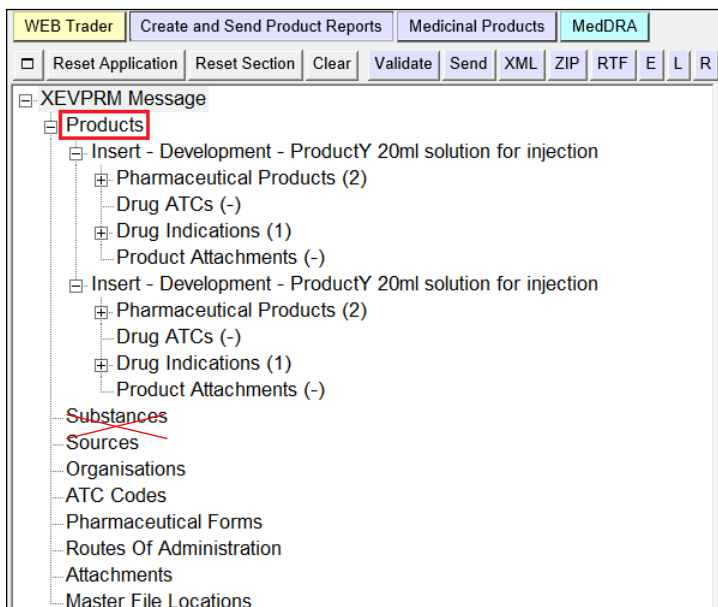 WEB Trader Create and Send Product Reports Medicinal Products MedDRA
Reset Application Reset Section Clear Validate Send XML ZIP RTF E L R
XEVPRM Message
Products
Insert - Development - ProductY 20ml solution for injection
Pharmaceutical Products (2)
Drug ATCs (-)
Drug Indications (1)
Product Attachments (-)
Insert - Development - ProductY 20ml solution for injection
Pharmaceutical Products (2)
Drug ATCs (-)
Drug Indications (1)
Product Attachments (-)
Substances
Sources
Organisations
ATC Codes
Pharmaceutical Forms
Routes Of Administration
Attachments
Master File Locations